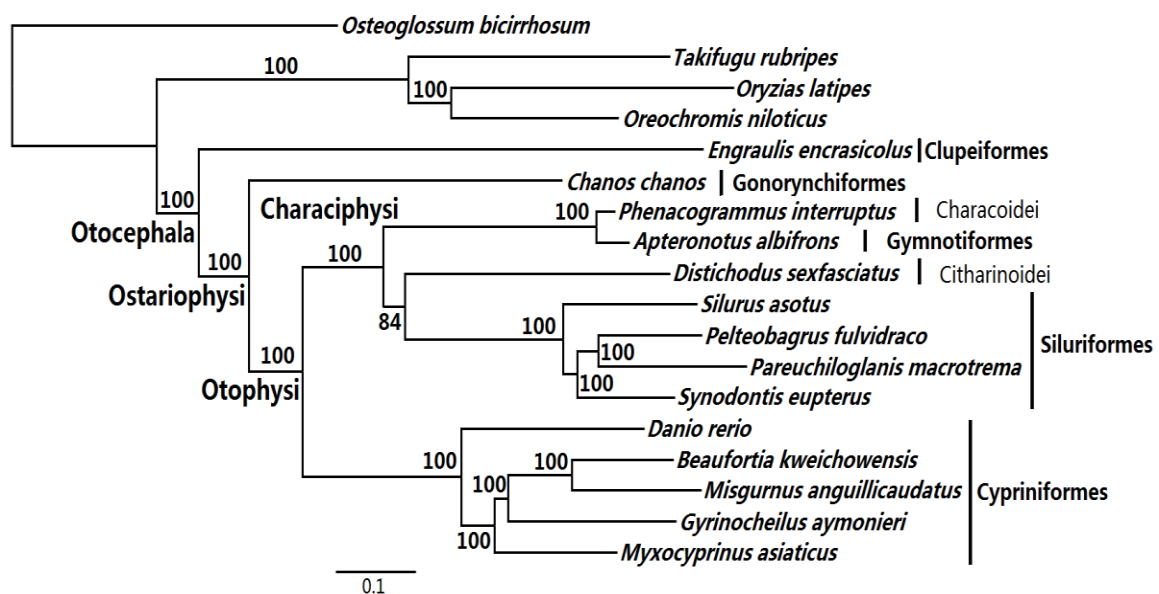 Osteoglossum bicirrhosum
Takifugu rubripes
100
100
Oryzias latipes
Oreochromis niloticus
Engraulis encrasicolus
Clupeiformes
100
Otocephala
Chanos chanos
Gonorynchiformes
Characiphysi
100
Phenacogrammus interruptus
Characoidei
Apteronotus albifrons
Gymnotiformes
100
100
Ostariophysi
Distichodus sexfasciatus
Citharinoidei
84
Silurus asotus
100
Pelteobagrus fulvidraco
Siluriformes
100
Pareuchiloglanis macrotrema
100
Synodontis eupterus
100
Otophysi
Danio rerio
100
Beaufortia kweichowensis
100
Misgurnus anguillicaudatus
Cypriniformes
100
Gyrinocheilus aymonieri
100
Myxocyprinus asiaticus
0.1